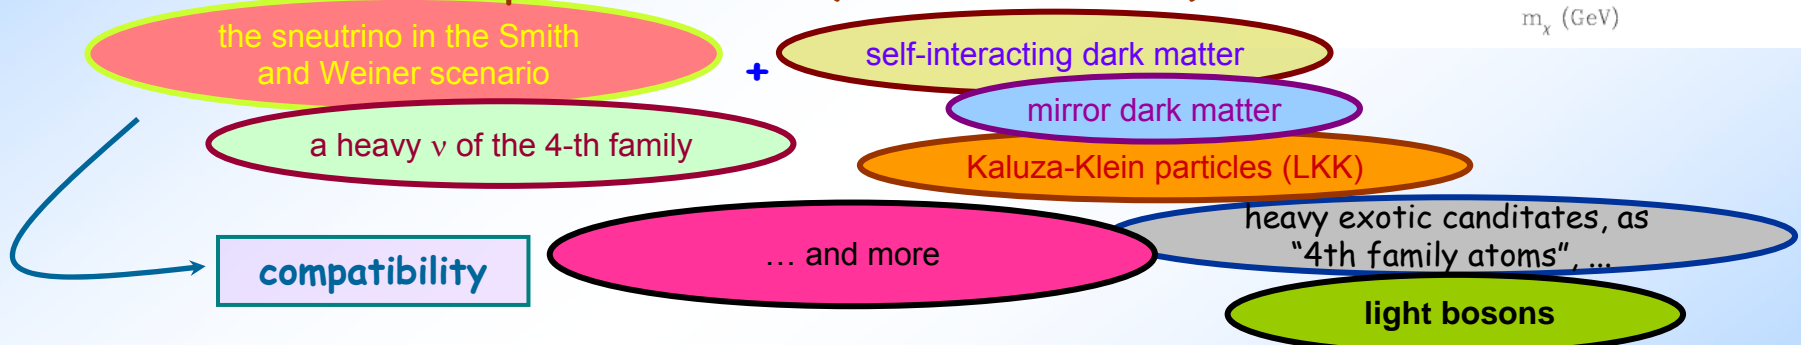 m_χ (GeV)
the sneutrino in the Smith
and Weiner scenario
+
self-interacting dark matter
mirror dark matter
a heavy ν of the 4-th family
Kaluza-Klein particles (LKK)
heavy exotic canditates, as
“4th family atoms”, ...
… and more
compatibility
light bosons